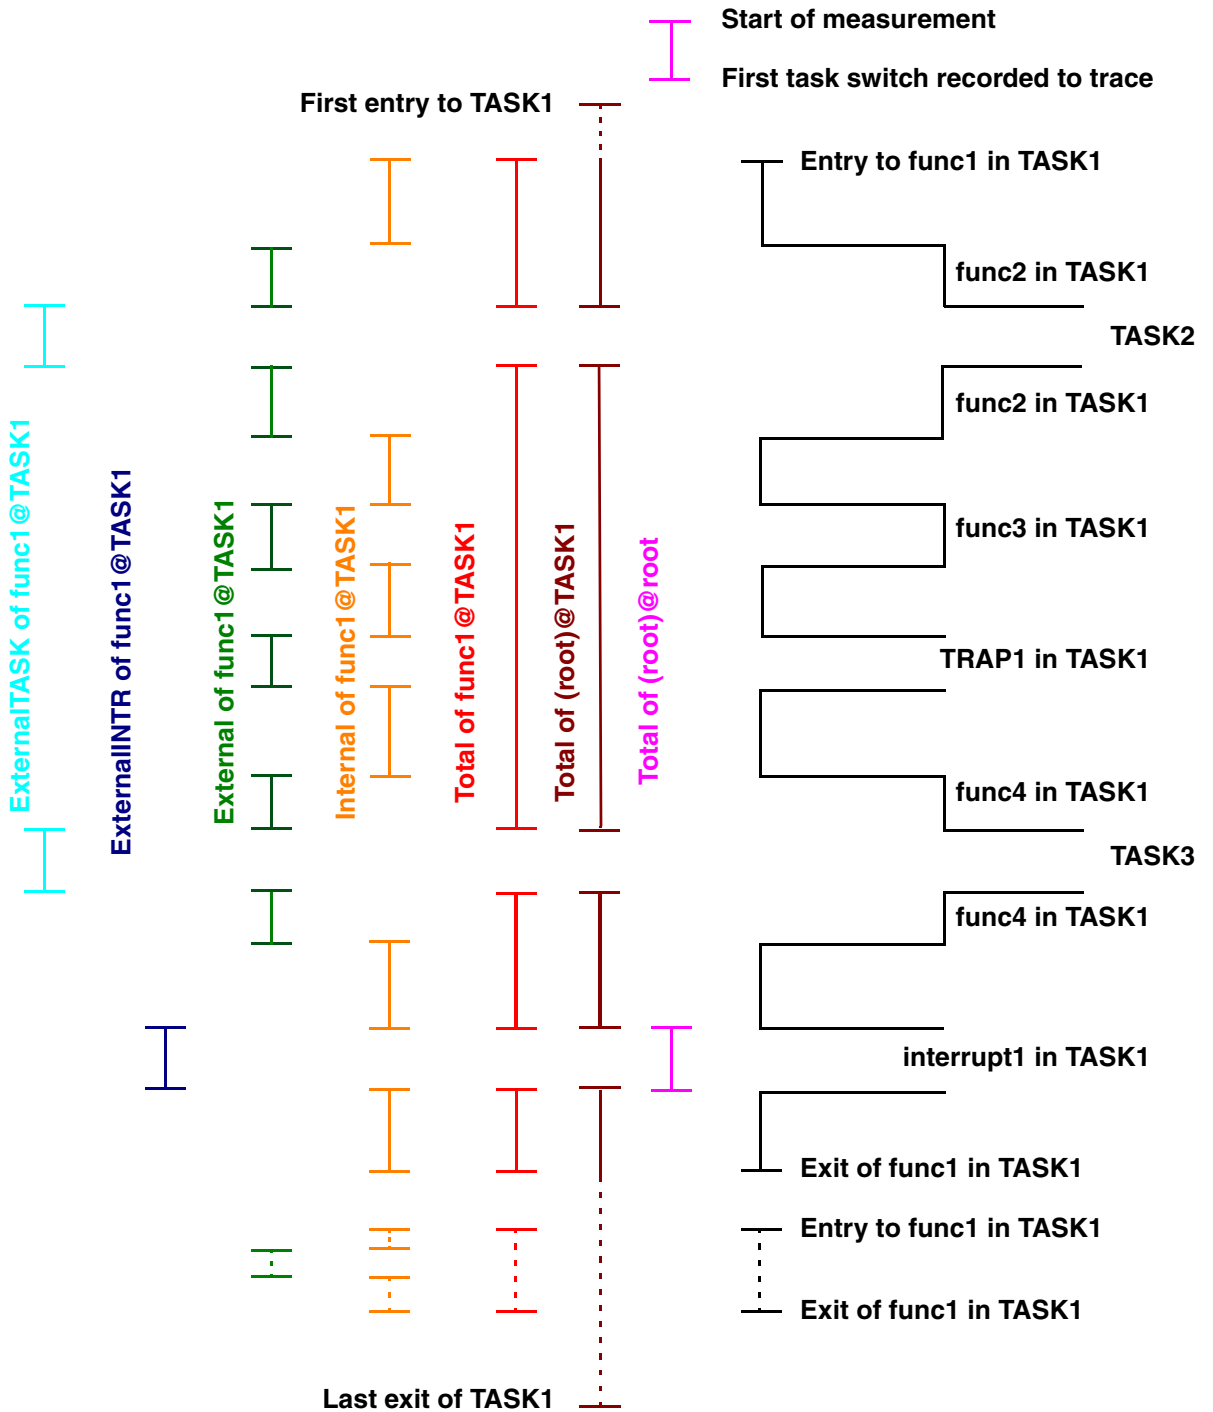 Start of measurement
First task switch recorded to trace
First entry to TASK1
Entry to func1 in TASK1
func2 in TASK1
TASK2
func2 in TASK1
ExternalTASK of func1@TASK1
ExternalINTR of func1@TASK1
External of func1@TASK1
Internal of func1@TASK1
Total of func1@TASK1
Total of (root)@TASK1
Total of (root)@root
func3 in TASK1
TRAP1 in TASK1
func4 in TASK1
TASK3
func4 in TASK1
interrupt1 in TASK1
Exit of func1 in TASK1
Entry to func1 in TASK1
Exit of func1 in TASK1
Last exit of TASK1